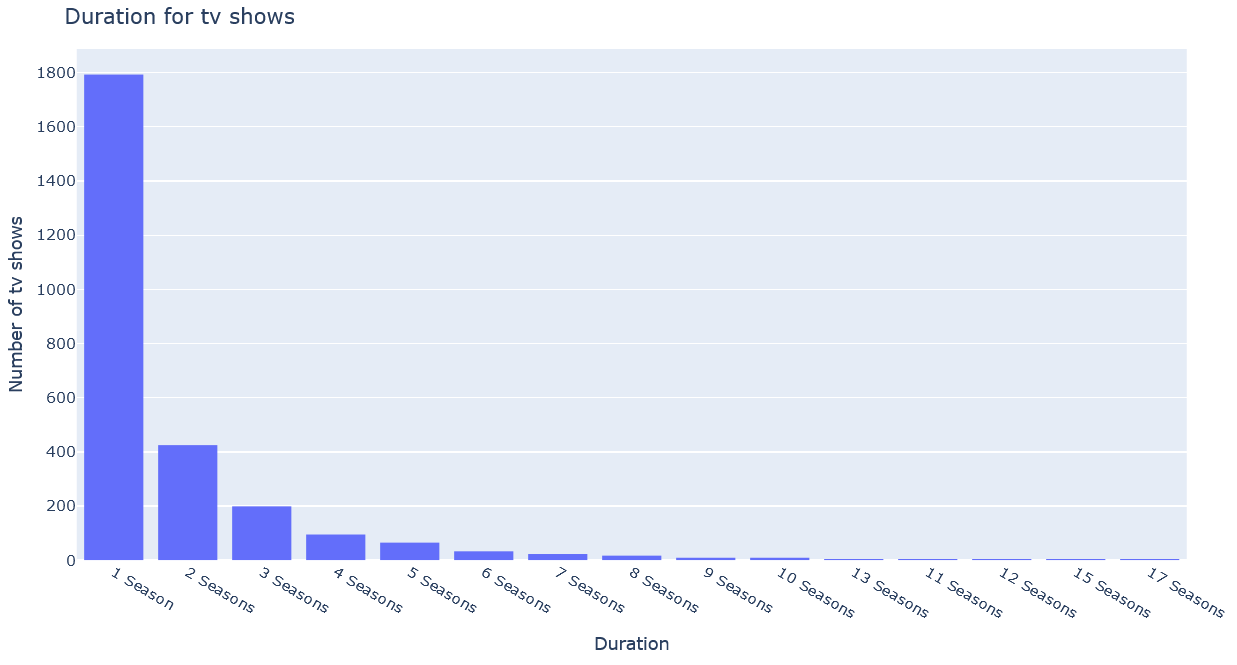 Duration for tv shows
Number of tv shows
1800
1600
1400
1200
1000
800
600
400
200
0
1 Season
2 Seasons
3 Seasons
4 Seasons
5 Seasons
6 Seasons
7 Seasons
8 Seasons
9 Seasons
10 Seasons
13 Seasons
11 Seasons
12 Seasons
15 Seasons
17 Seasons
Duration